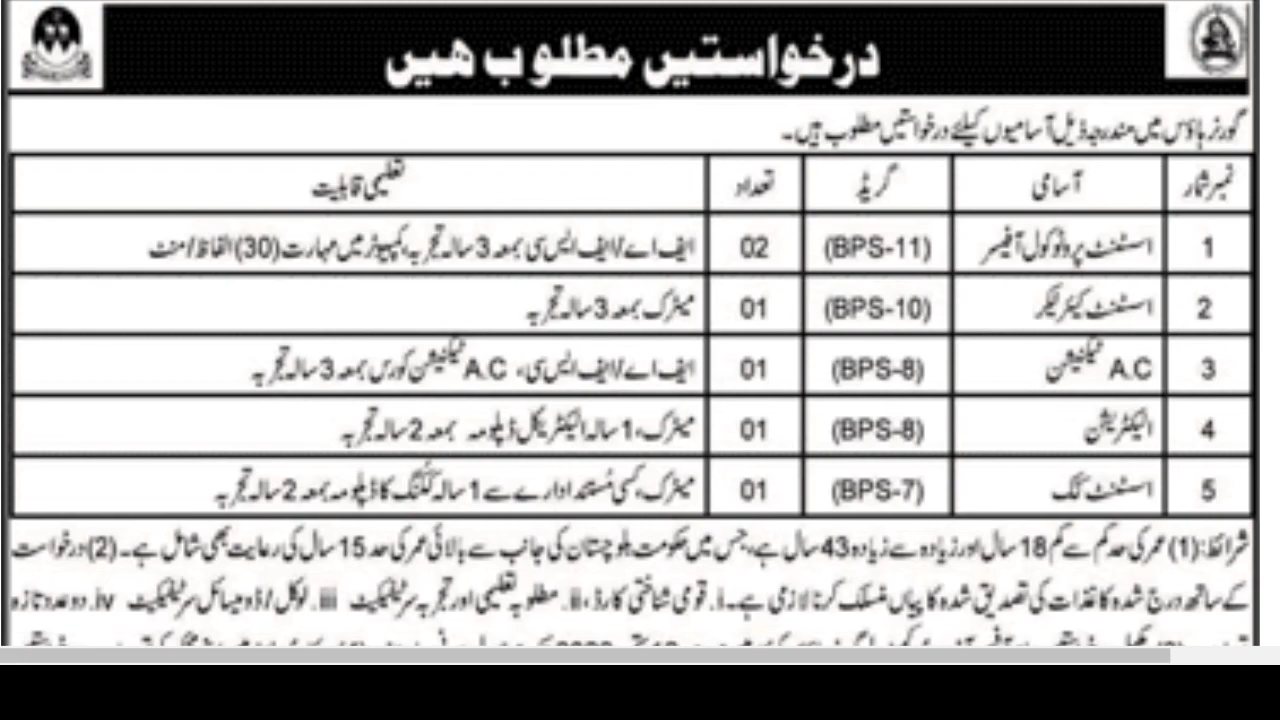 درخواستیں مطلوب ھیں
گورنر ہاؤس میں مندرجہ ذیل آسامیوں کیلئے درخواستیں مطلوب ہیں۔
نمبر شمار آسامی گریڈ تعداد تعلیمی قابلیت
1 اسسٹنٹ پروٹوکول آفیسر (BPS-11) 02 ایف اے/ایف ایس سی بمعہ 3 سالہ تجربہ، کمپیوٹر میں مہارت (30) الفاظ/منٹ
2 اسسٹنٹ کیئر ٹیکر (BPS-10) 01 میٹرک بمعہ 3 سالہ تجربہ
3 A.C ٹیکنیشن (BPS-8) 01 ایف اے/ایف ایس سی، A.C ٹیکنیشن کورس بمعہ 3 سالہ تجربہ
4 الیکٹریشن (BPS-8) 01 میٹرک، 1 سالہ الیکٹریکل ڈپلومہ بمعہ 2 سالہ تجربہ
5 اسسٹنٹ کک (BPS-7) 01 میٹرک، کسی مُستند ادارے سے 1 سالہ کُکنگ کا ڈپلومہ بمعہ 2 سالہ تجربہ
شرائط: (1) عمر کی حد کم سے کم 18 سال اور زیادہ سے زیادہ 43 سال ہے، جس میں حکومت بلوچستان کی جانب سے بالائی عمر کی حد 15 سال کی رعایت بھی شامل ہے۔ (2) درخواست
کے ساتھ درج شدہ کاغذات کی تصدیق شدہ کاپیاں منسلک کرنا لازمی ہے۔ i. قومی شناختی کارڈ، ii. مطلوبہ تعلیمی اور تجربہ سرٹیفکیٹ iii. لوکل/ڈومیسائل سرٹیفکیٹ iv. دو عدد تازہ